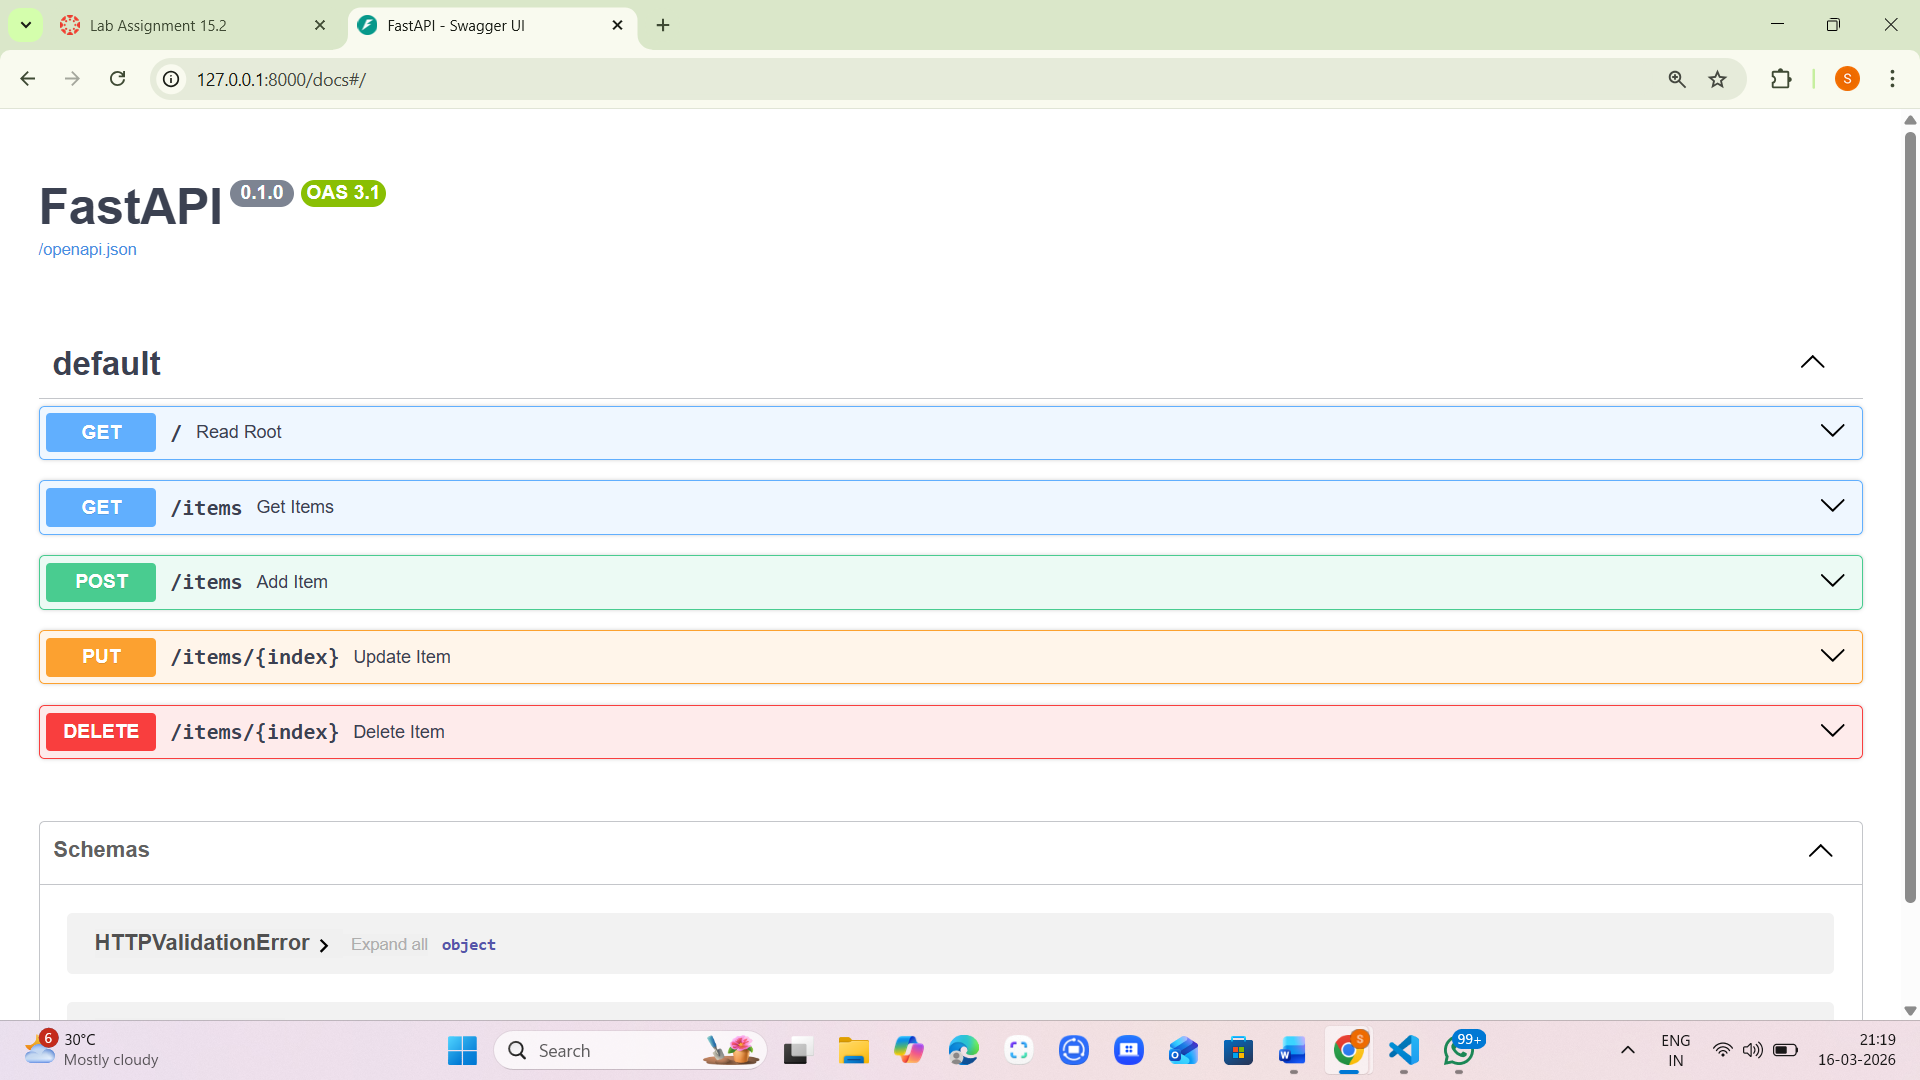 Lab Assignment 15.2
FastAPI - Swagger UI
127.0.0.1:8000/docs#/
S
FastAPI 0.1.0 OAS 3.1
/openapi.json
default
GET / Read Root
GET /items Get Items
POST /items Add Item
PUT /items/{index} Update Item
DELETE /items/{index} Delete Item
Schemas
HTTPValidationError Expand all object
6
30°C
Mostly cloudy
Search
S
99+
ENG
IN
21:19
16-03-2026